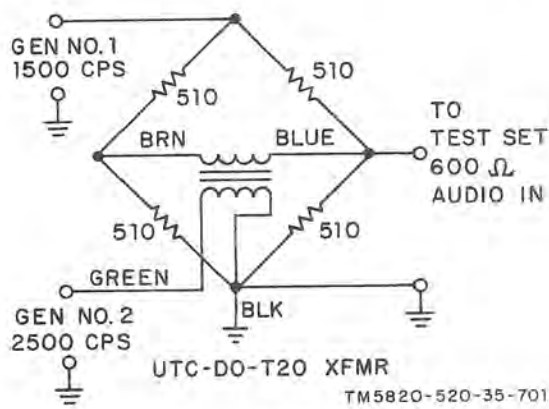 GEN NO.1
1500 CPS
510
510
BRN
BLUE
TO
TEST SET
600 Ω
AUDIO IN
510
510
GREEN
BLK
GEN NO.2
2500 CPS
UTC-DO-T20 XFMR
TM5820-520-35-701